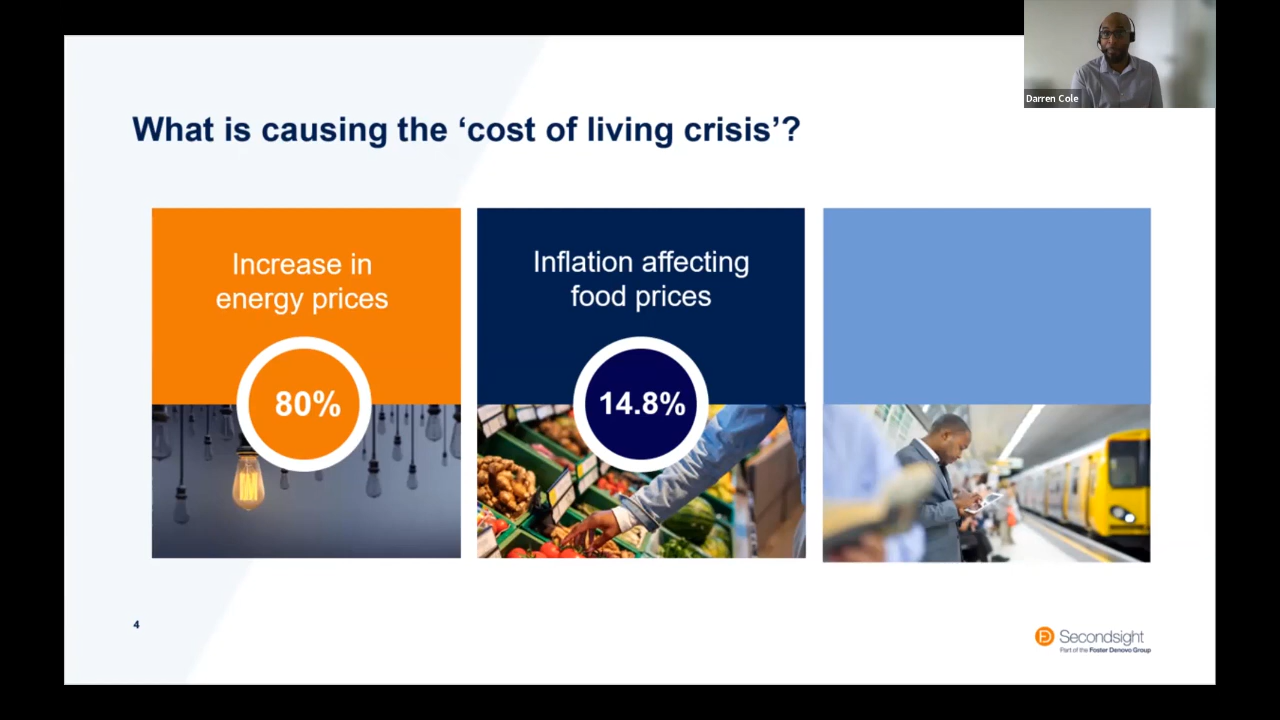 Darren Cole
What is causing the ‘cost of living crisis’?
Increase in
energy prices
80%
Inflation affecting
food prices
14.8%
4
Secondsight
Part of the Foster Denovo Group